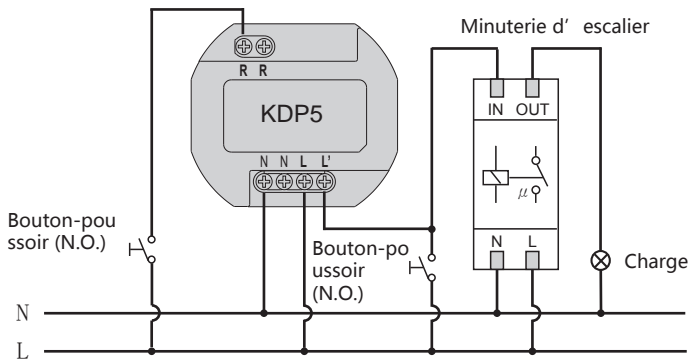 Minuterie d’ escalier
R R
IN OUT
KDP5
N N L L'
μ
Bouton-pou
ssoir (N.O.)
Bouton-po
ussoir
(N.O.)
N L
Charge
N
L